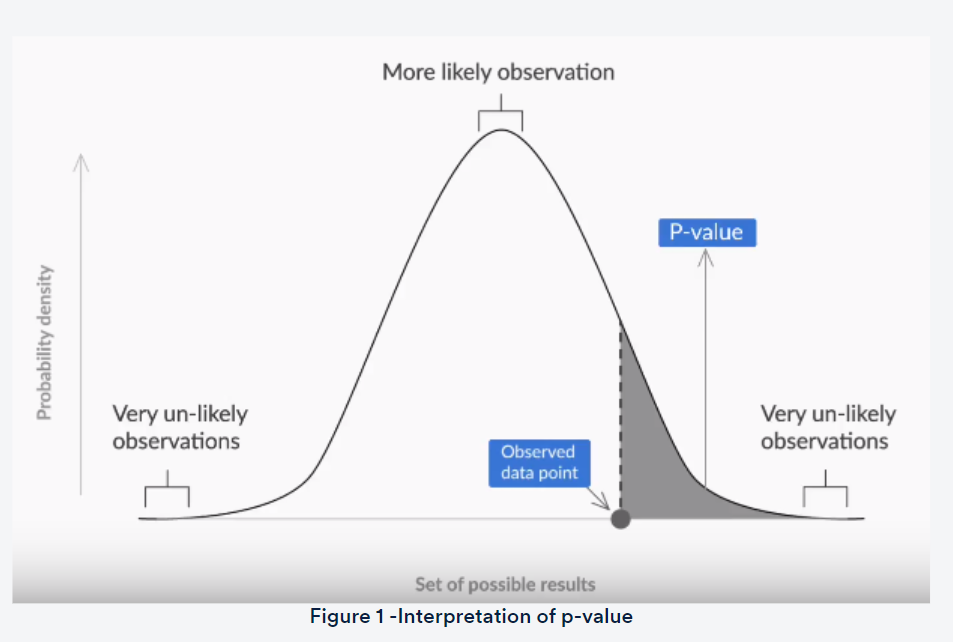 More likely observation
P-value
Probability density
Very un-likely
observations
Very un-likely
observations
Observed
data point
Set of possible results
Figure 1 -Interpretation of p-value